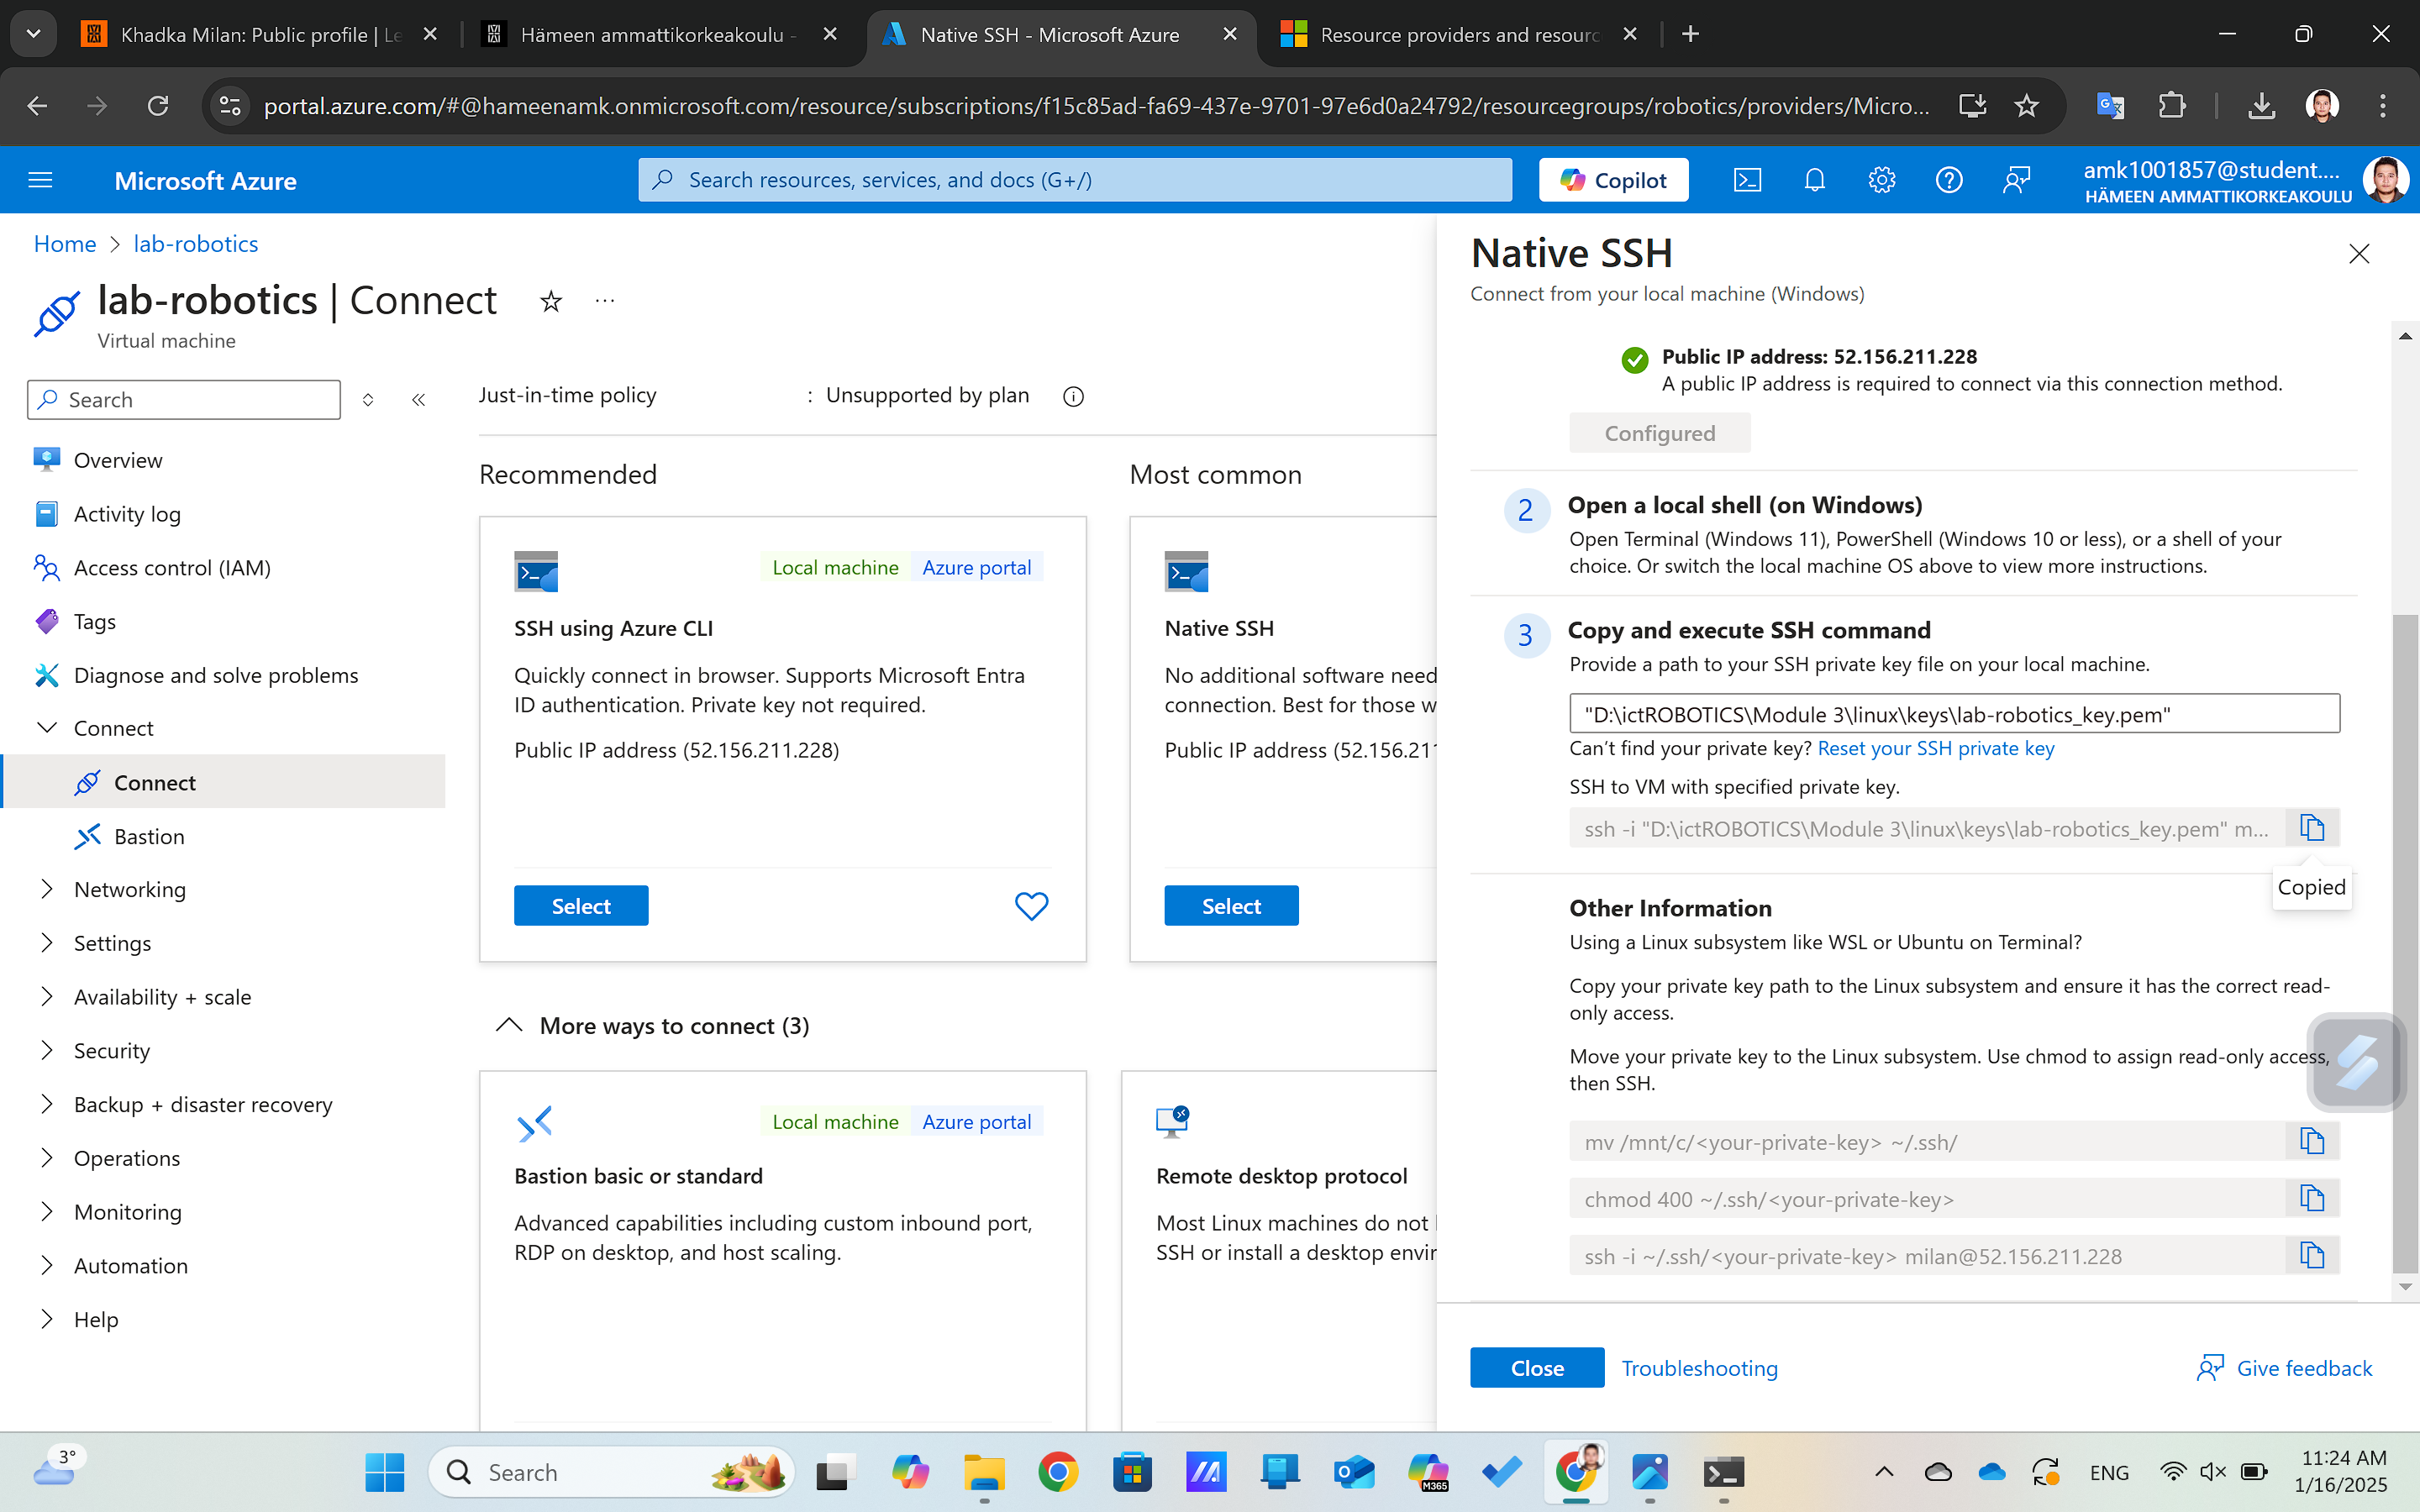 Khadka Milan: Public profile | Le
Hämeen ammattikorkeakoulu -
Native SSH - Microsoft Azure
Resource providers and resourc
portal.azure.com/#@hameenamk.onmicrosoft.com/resource/subscriptions/f15c85ad-fa69-437e-9701-97e6d0a24792/resourcegroups/robotics/providers/Micro...
Microsoft Azure
Search resources, services, and docs (G+/)
Copilot
amk1001857@student....
HÄMEEN AMMATTIKORKEAKOULU
Home > lab-robotics
lab-robotics | Connect
Virtual machine
Search
Overview
Activity log
Access control (IAM)
Tags
Diagnose and solve problems
Connect
Connect
Bastion
Networking
Settings
Availability + scale
Security
Backup + disaster recovery
Operations
Monitoring
Automation
Help
Just-in-time policy : Unsupported by plan
Recommended
Local machine Azure portal
SSH using Azure CLI
Quickly connect in browser. Supports Microsoft Entra
ID authentication. Private key not required.
Public IP address (52.156.211.228)
Select
Most common
Native SSH
No additional software need
connection. Best for those w
Public IP address (52.156.21
Select
More ways to connect (3)
Local machine Azure portal
Bastion basic or standard
Advanced capabilities including custom inbound port,
RDP on desktop, and host scaling.
Remote desktop protocol
Most Linux machines do not
SSH or install a desktop envir
Native SSH
Connect from your local machine (Windows)
Public IP address: 52.156.211.228
A public IP address is required to connect via this connection method.
Configured
2 Open a local shell (on Windows)
Open Terminal (Windows 11), PowerShell (Windows 10 or less), or a shell of your
choice. Or switch the local machine OS above to view more instructions.
3 Copy and execute SSH command
Provide a path to your SSH private key file on your local machine.
"D:\ictROBOTICS\Module 3\linux\keys\lab-robotics_key.pem"
Can't find your private key? Reset your SSH private key
SSH to VM with specified private key.
ssh -i "D:\ictROBOTICS\Module 3\linux\keys\lab-robotics_key.pem" m...
Copied
Other Information
Using a Linux subsystem like WSL or Ubuntu on Terminal?
Copy your private key path to the Linux subsystem and ensure it has the correct read-
only access.
Move your private key to the Linux subsystem. Use chmod to assign read-only access,
then SSH.
mv /mnt/c/<your-private-key> ~/.ssh/
chmod 400 ~/.ssh/<your-private-key>
ssh -i ~/.ssh/<your-private-key> milan@52.156.211.228
Close
Troubleshooting
Give feedback
3°
Search
M365
ENG
11:24 AM
1/16/2025